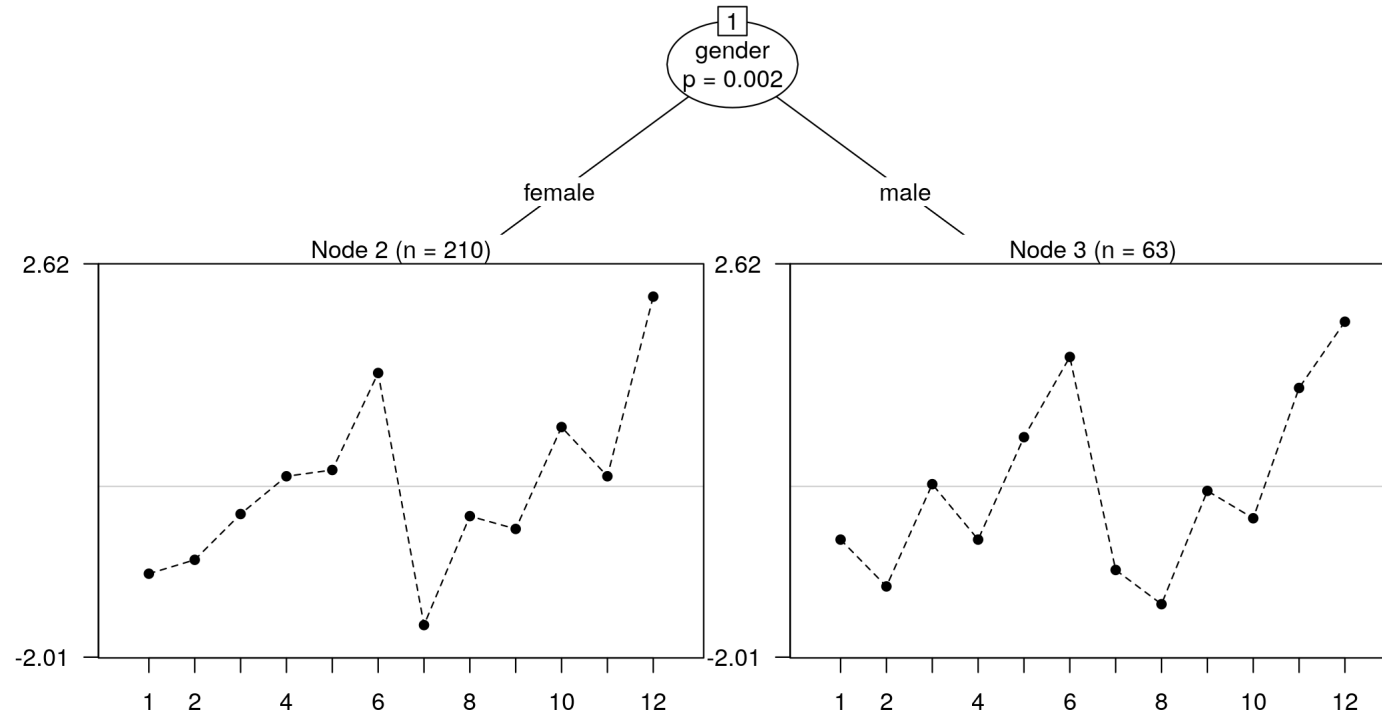 1
gender
p = 0.002
female
male
Node 2 (n = 210)
2.62
-2.01
1 2 4 6 8 10 12
Node 3 (n = 63)
2.62
-2.01
1 2 4 6 8 10 12